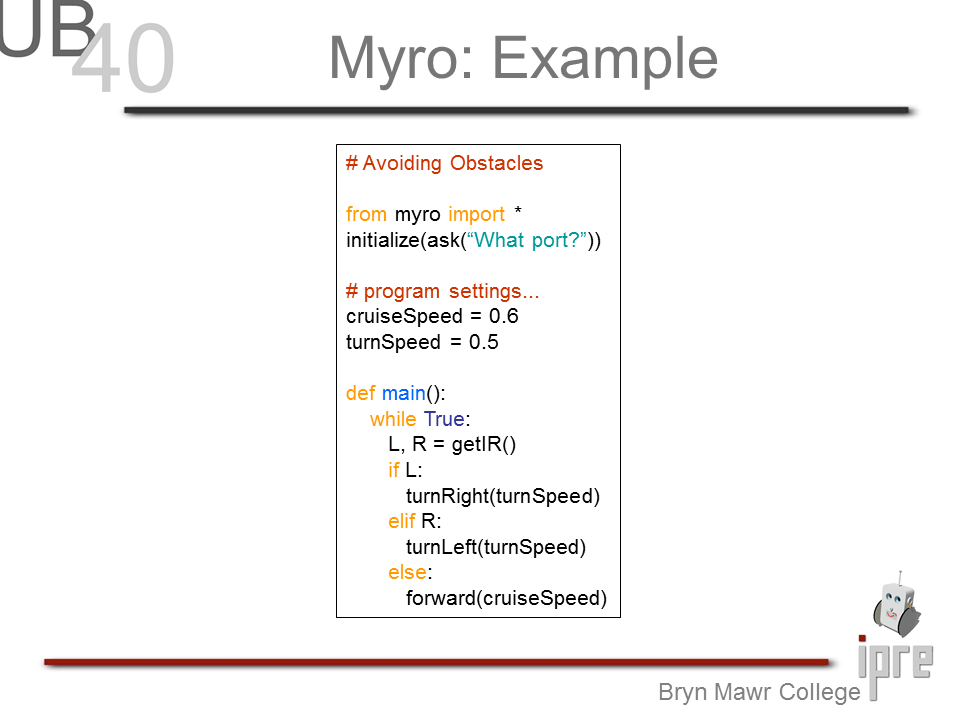 UB
40
Myro: Example
# Avoiding Obstacles
from myro import *
initialize(ask(“What port?”))
# program settings...
cruiseSpeed = 0.6
turnSpeed = 0.5
def main():
while True:
L, R = getIR()
if L:
turnRight(turnSpeed)
elif R:
turnLeft(turnSpeed)
else:
forward(cruiseSpeed)
ipre
Bryn Mawr College